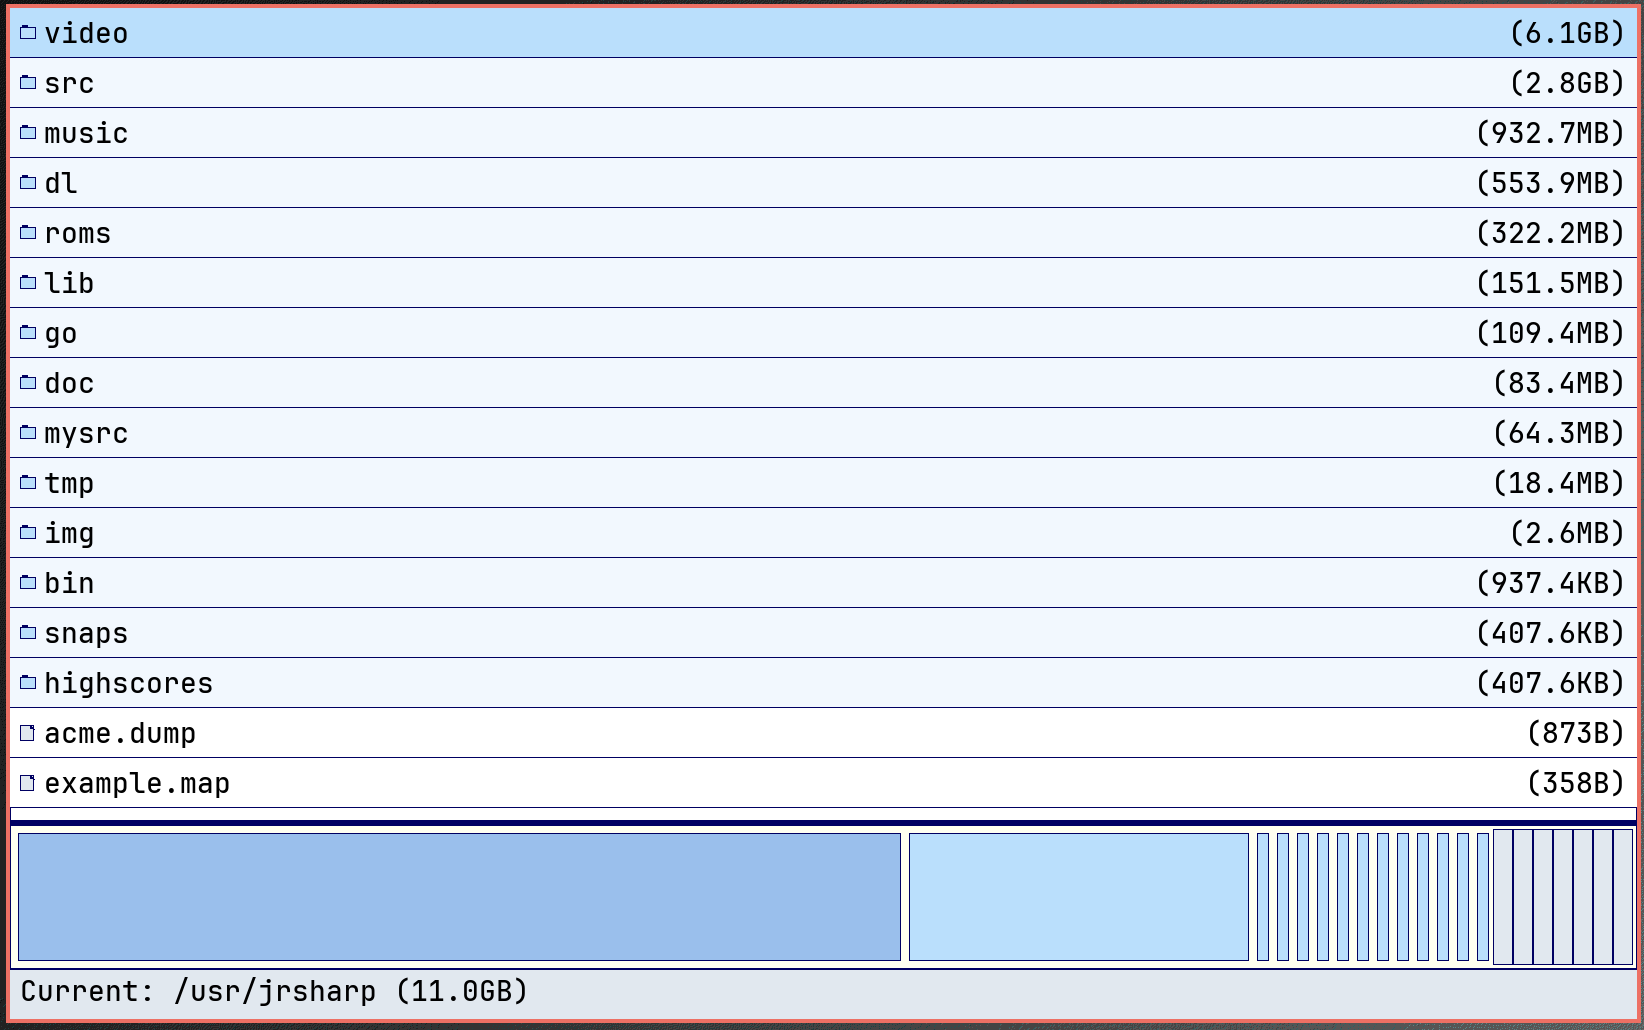 video (6.1GB)
src (2.8GB)
music (932.7MB)
dl (553.9MB)
roms (322.2MB)
lib (151.5MB)
go (109.4MB)
doc (83.4MB)
mysrc (64.3MB)
tmp (18.4MB)
img (2.6MB)
bin (937.4KB)
snaps (407.6KB)
highscores (407.6KB)
acme.dump (873B)
example.map (358B)
Current: /usr/jrsharp (11.0GB)